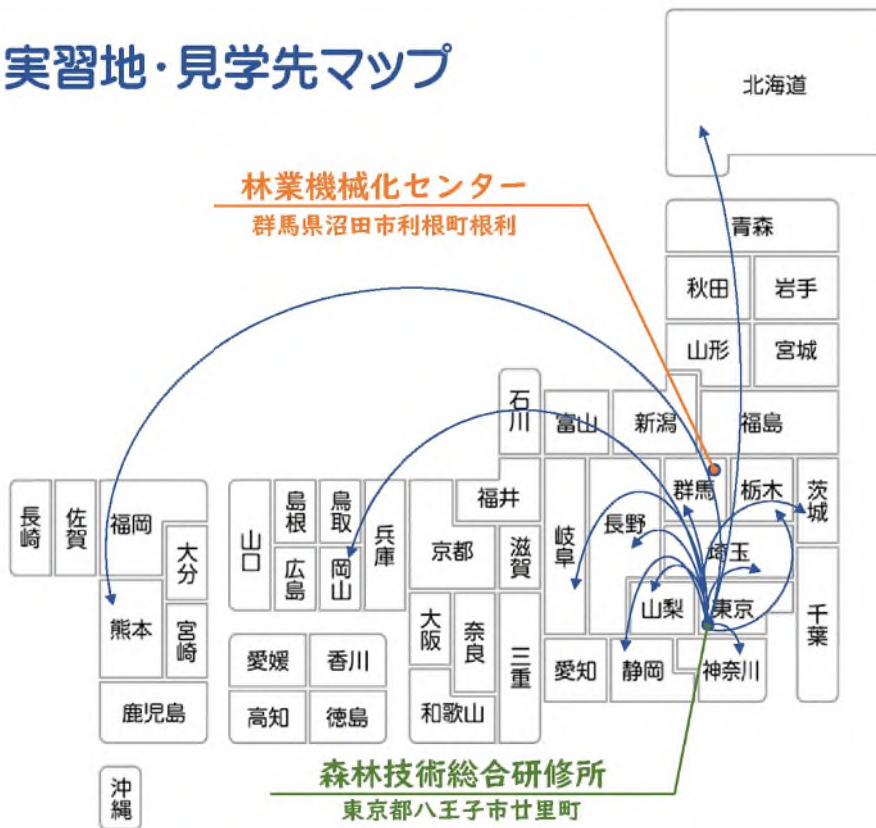 実習地・見学先マップ
北海道
林業機械化センター
群馬県沼田市利根町根利
青森
秋田
岩手
山形
宮城
石川
富山
新潟
福島
長崎
佐賀
福岡
大分
山口
島根
鳥取
兵庫
福井
岐阜
長野
群馬
栃木
茨城
広島
岡山
京都
滋賀
埼玉
熊本
宮崎
愛媛
香川
大阪
奈良
三重
愛知
静岡
山梨
東京
神奈川
千葉
鹿児島
高知
徳島
和歌山
沖縄
森林技術総合研修所
東京都八王子市廿里町